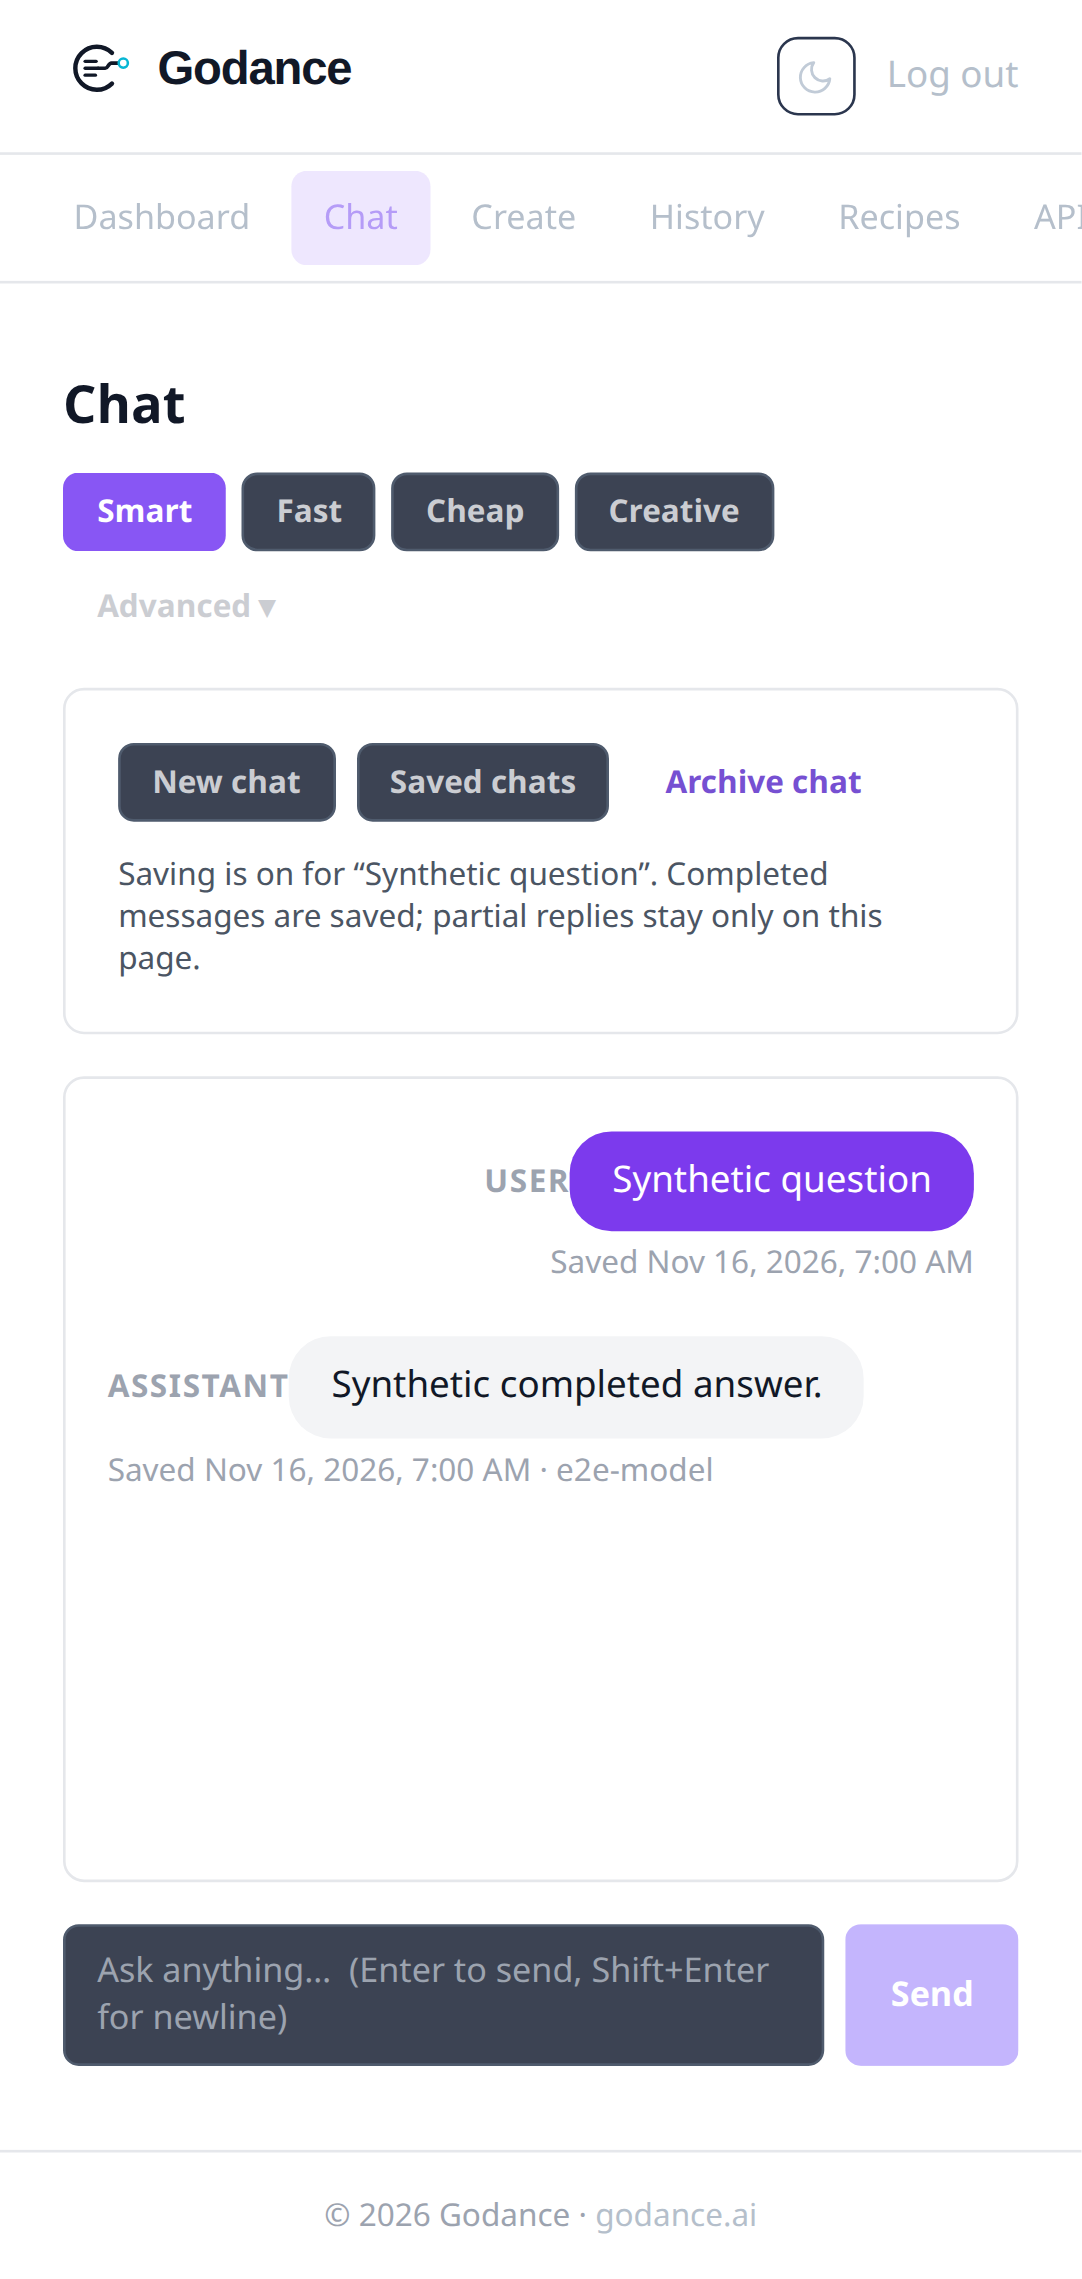 Godance
Log out
Dashboard Chat Create History Recipes API
Chat
Smart Fast Cheap Creative
Advanced ▼
New chat Saved chats Archive chat
Saving is on for “Synthetic question”. Completed
messages are saved; partial replies stay only on this
page.
USER Synthetic question
Saved Nov 16, 2026, 7:00 AM
ASSISTANT Synthetic completed answer.
Saved Nov 16, 2026, 7:00 AM · e2e-model
Ask anything… (Enter to send, Shift+Enter
for newline)
Send
© 2026 Godance · godance.ai